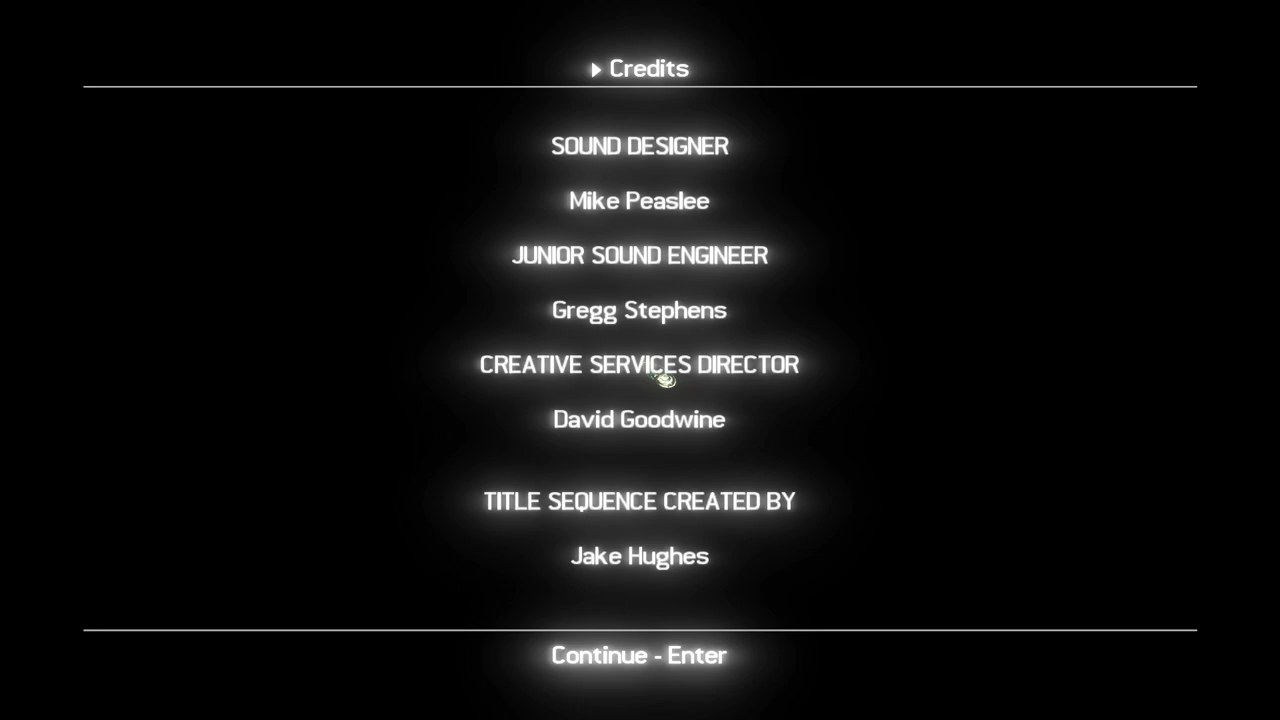 Credits
SOUND DESIGNER
Mike Peaslee
JUNIOR SOUND ENGINEER
Gregg Stephens
CREATIVE SERVICES DIRECTOR
David Goodwine
TITLE SEQUENCE CREATED BY
Jake Hughes
Continue - Enter